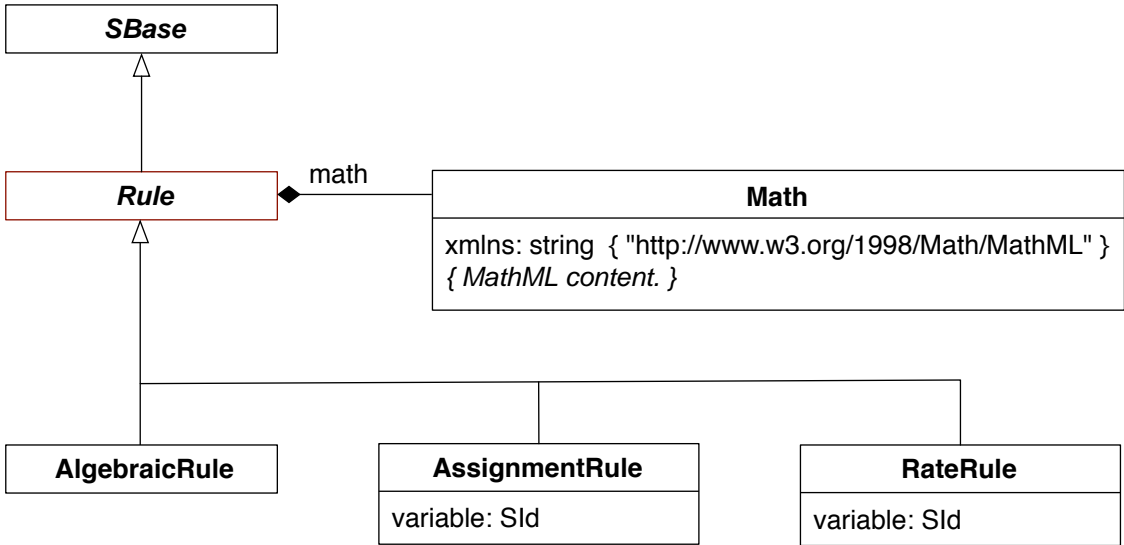 SBase
Rule
math
Math
xmlns: string { "http://www.w3.org/1998/Math/MathML" }
{ MathML content. }
AlgebraicRule
AssignmentRule
variable: SId
RateRule
variable: SId